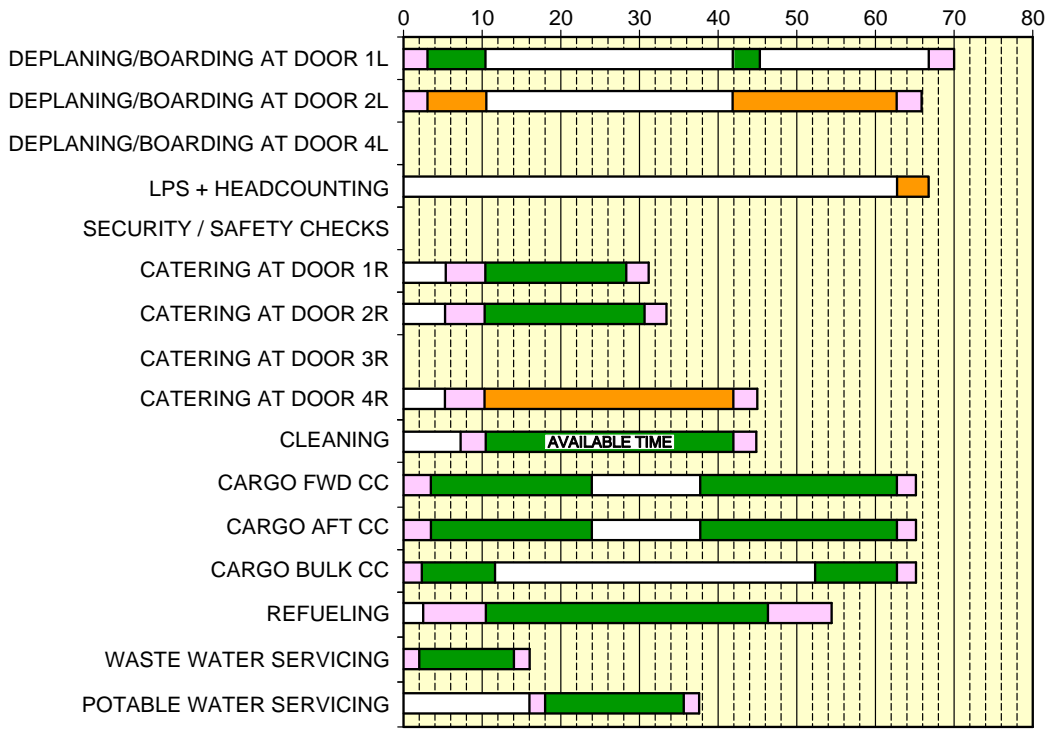 0 10 20 30 40 50 60 70 80
DEPLANING/BOARDING AT DOOR 1L
DEPLANING/BOARDING AT DOOR 2L
DEPLANING/BOARDING AT DOOR 4L
LPS + HEADCOUNTING
SECURITY / SAFETY CHECKS
CATERING AT DOOR 1R
CATERING AT DOOR 2R
CATERING AT DOOR 3R
CATERING AT DOOR 4R
CLEANING AVAILABLE TIME
CARGO FWD CC
CARGO AFT CC
CARGO BULK CC
REFUELING
WASTE WATER SERVICING
POTABLE WATER SERVICING